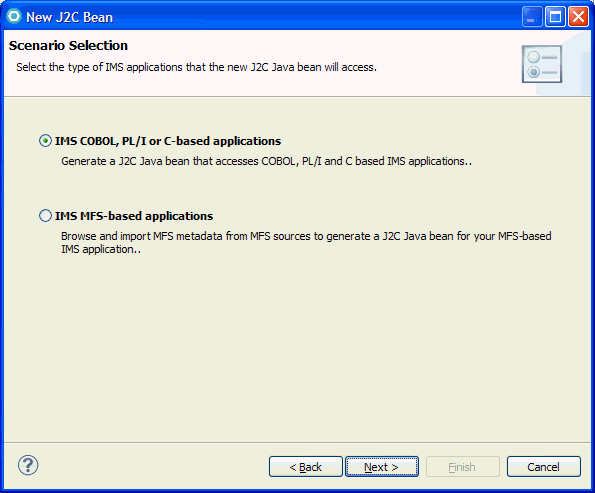 New J2C Bean
Scenario Selection
Select the type of IMS applications that the new J2C Java bean will access.
IMS COBOL, PL/I or C-based applications
Generate a J2C Java bean that accesses COBOL, PL/I and C based IMS applications..
IMS MFS-based applications
Browse and import MFS metadata from MFS sources to generate a J2C Java bean for your MFS-based
IMS application..
?
< Back Next > Finish Cancel